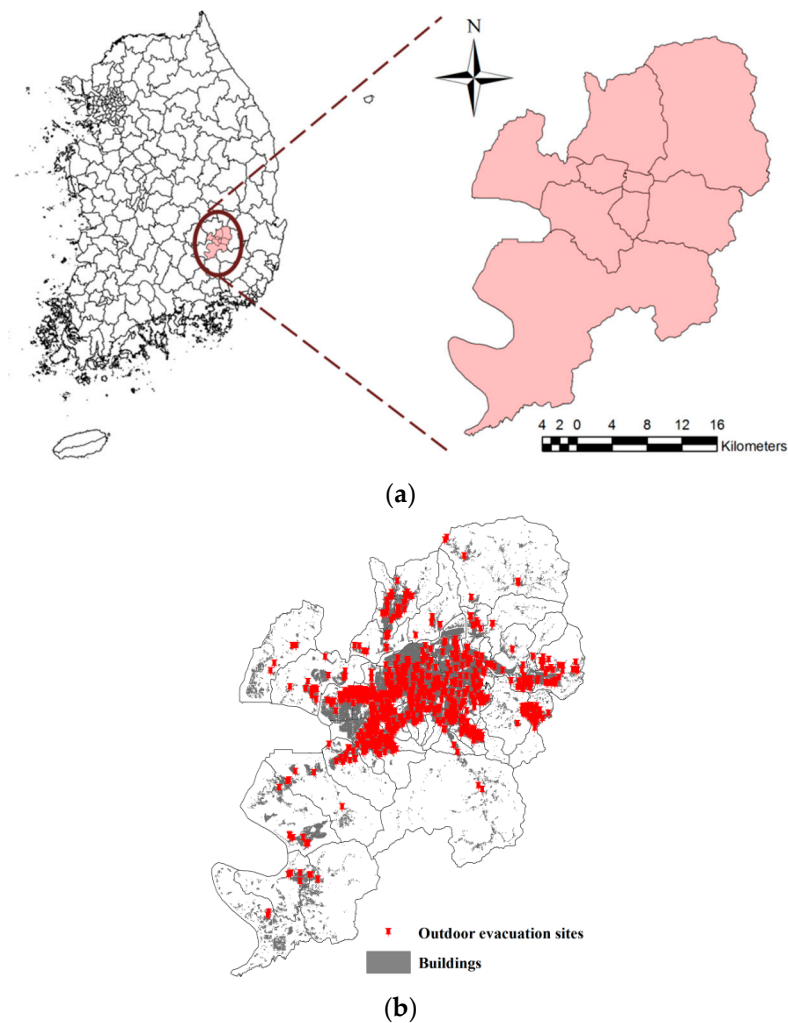 N
4 2 0 4 8 12 16
Kilometers
(a)
Outdoor evacuation sites
Buildings
(b)